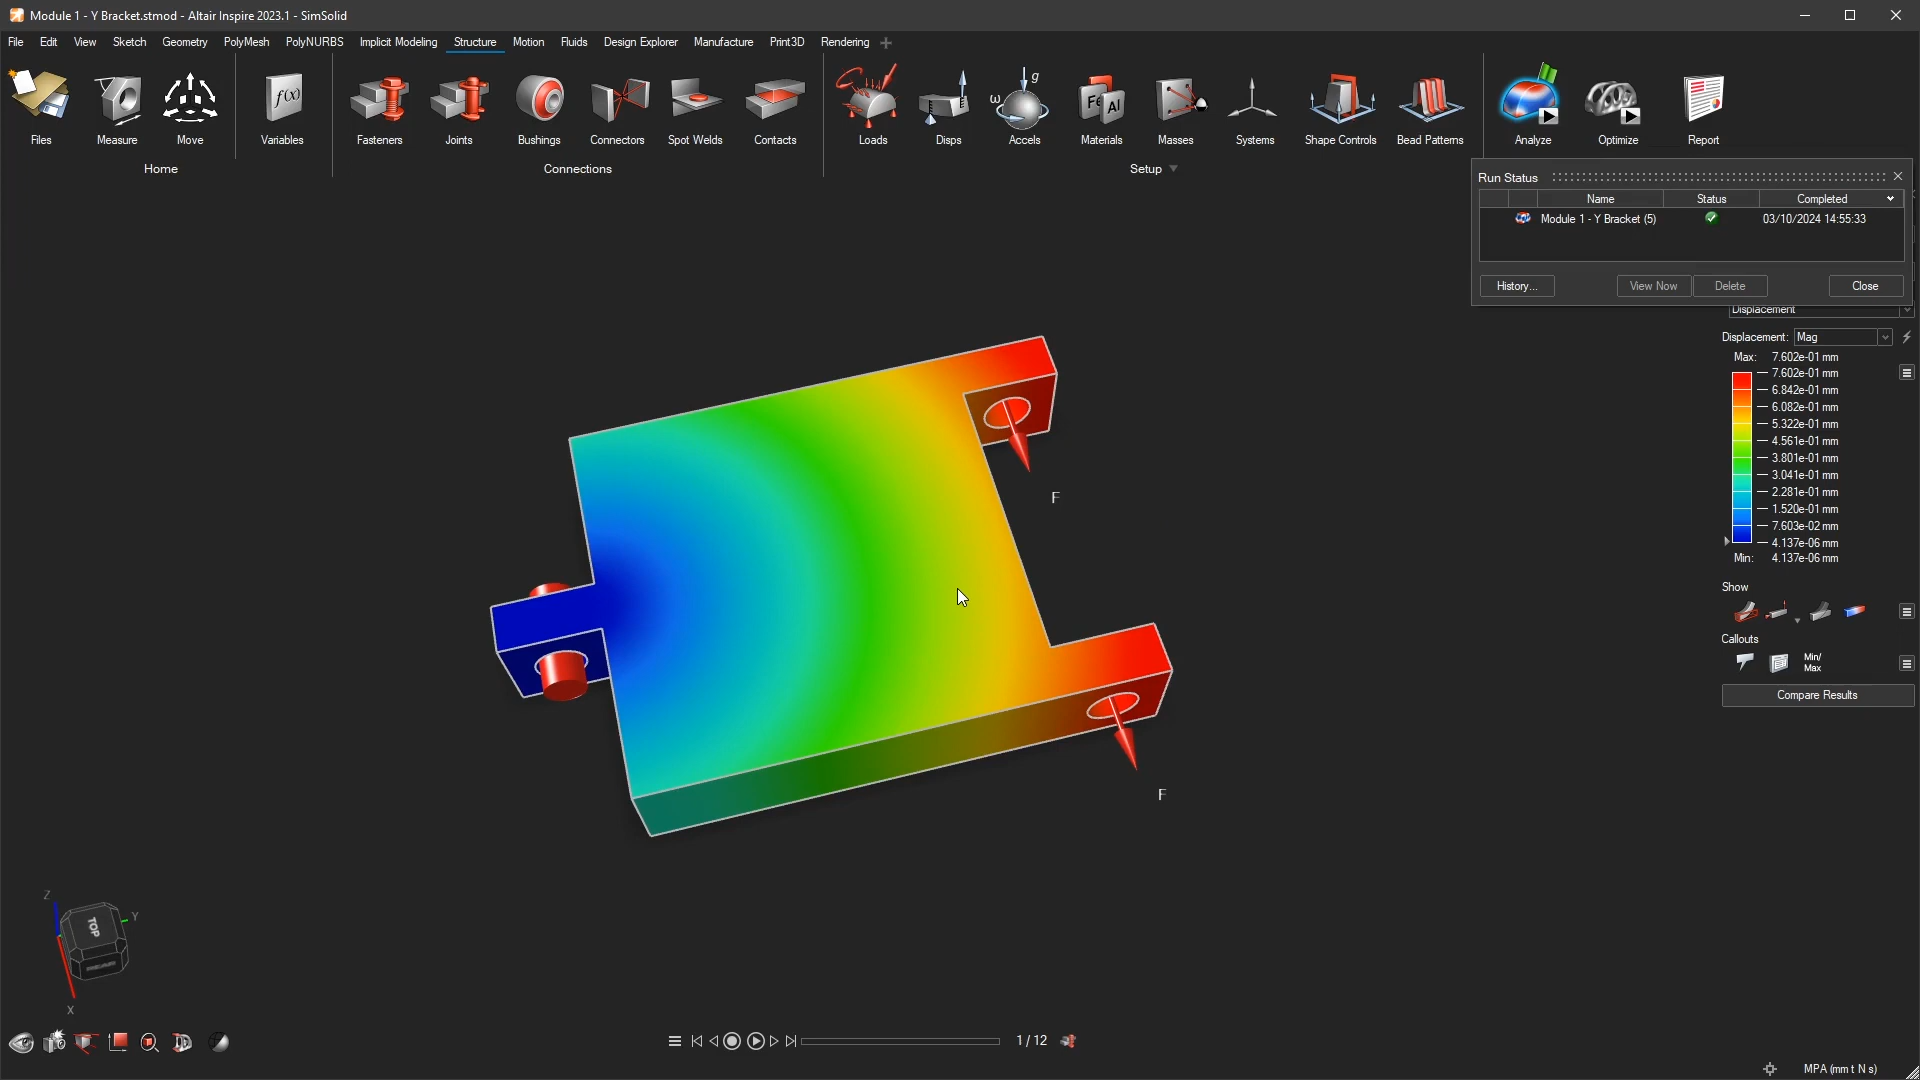 Module 1 - Y Bracket.stmod - Altair Inspire 2023.1 - SimSolid
File Edit View Sketch Geometry PolyMesh PolyNURBS Implicit Modeling Structure Motion Fluids Design Explorer Manufacture Print3D Rendering
f(x)
g
ω
Fe Al
Files Measure Move Variables Fasteners Joints Bushings Connectors Spot Welds Contacts Loads Disps Accels Materials Masses Systems Shape Controls Bead Patterns Analyze Optimize Report
Home Connections Setup
Run Status
Name Status Completed
Module 1 - Y Bracket (5) 03/10/2024 14:55:33
History... View Now Delete Close
Displacement
Displacement: Mag
Max: 7.602e-01 mm
7.602e-01 mm
6.842e-01 mm
6.082e-01 mm
5.322e-01 mm
4.561e-01 mm
3.801e-01 mm
3.041e-01 mm
2.281e-01 mm
1.520e-01 mm
7.603e-02 mm
4.137e-06 mm
Min: 4.137e-06 mm
Show
Callouts
Min/
Max
Compare Results
F
F
Z
Y
TOP
REAR
X
1 / 12
MPA (mm t N s)